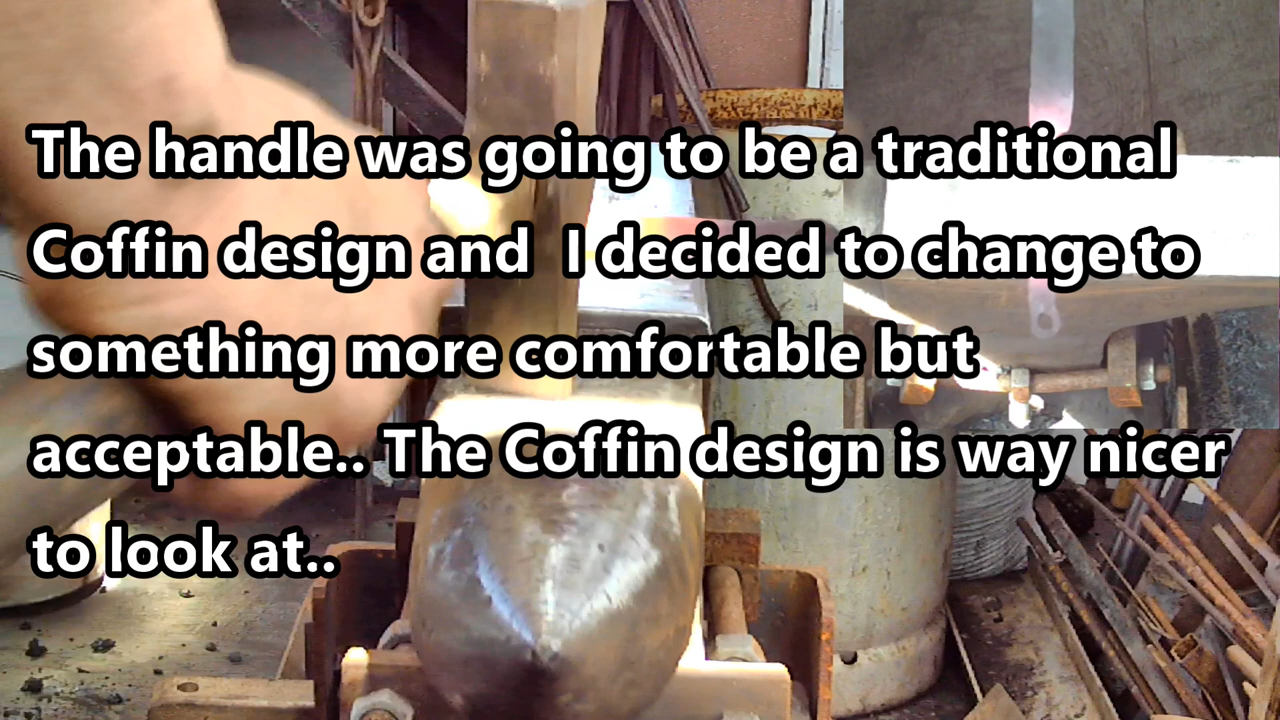 The handle was going to be a traditional
Coffin design and  I decided to change to
something more comfortable but
acceptable.. The Coffin design is way nicer
to look at..